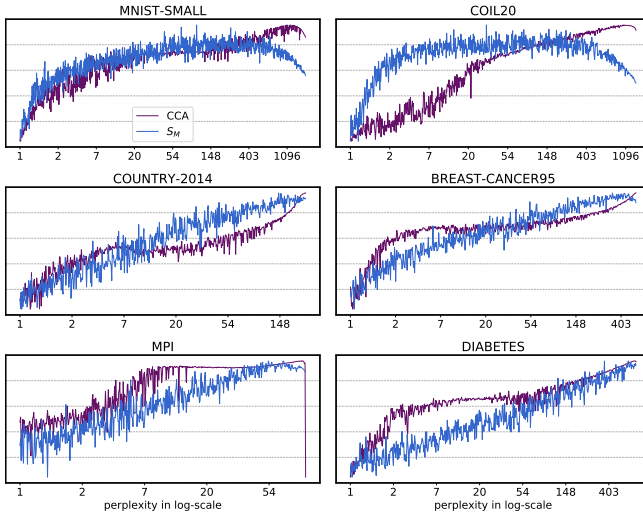 MNIST-SMALL
CCA
S_M
1 2 7 20 54 148 403 1096
COIL20
1 2 7 20 54 148 403 1096
COUNTRY-2014
1 2 7 20 54 148
BREAST-CANCER95
1 2 7 20 54 148 403
MPI
1 2 7 20 54
perplexity in log-scale
DIABETES
1 2 7 20 54 148 403
perplexity in log-scale